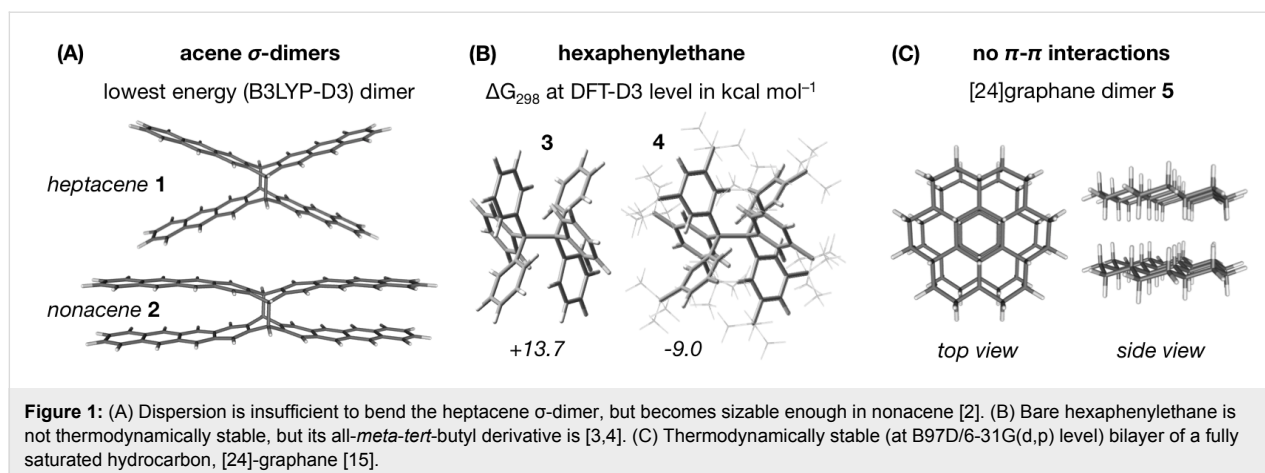 (A) acene σ-dimers
lowest energy (B3LYP-D3) dimer
heptacene 1
nonacene 2
(B) hexaphenylethane
ΔG₂₉₈ at DFT-D3 level in kcal mol⁻¹
3 4
+13.7 -9.0
(C) no π-π interactions
[24]graphane dimer 5
top view side view
Figure 1: (A) Dispersion is insufficient to bend the heptacene σ-dimer, but becomes sizable enough in nonacene [2]. (B) Bare hexaphenylethane is
not thermodynamically stable, but its all-meta-tert-butyl derivative is [3,4]. (C) Thermodynamically stable (at B97D/6-31G(d,p) level) bilayer of a fully
saturated hydrocarbon, [24]-graphane [15].